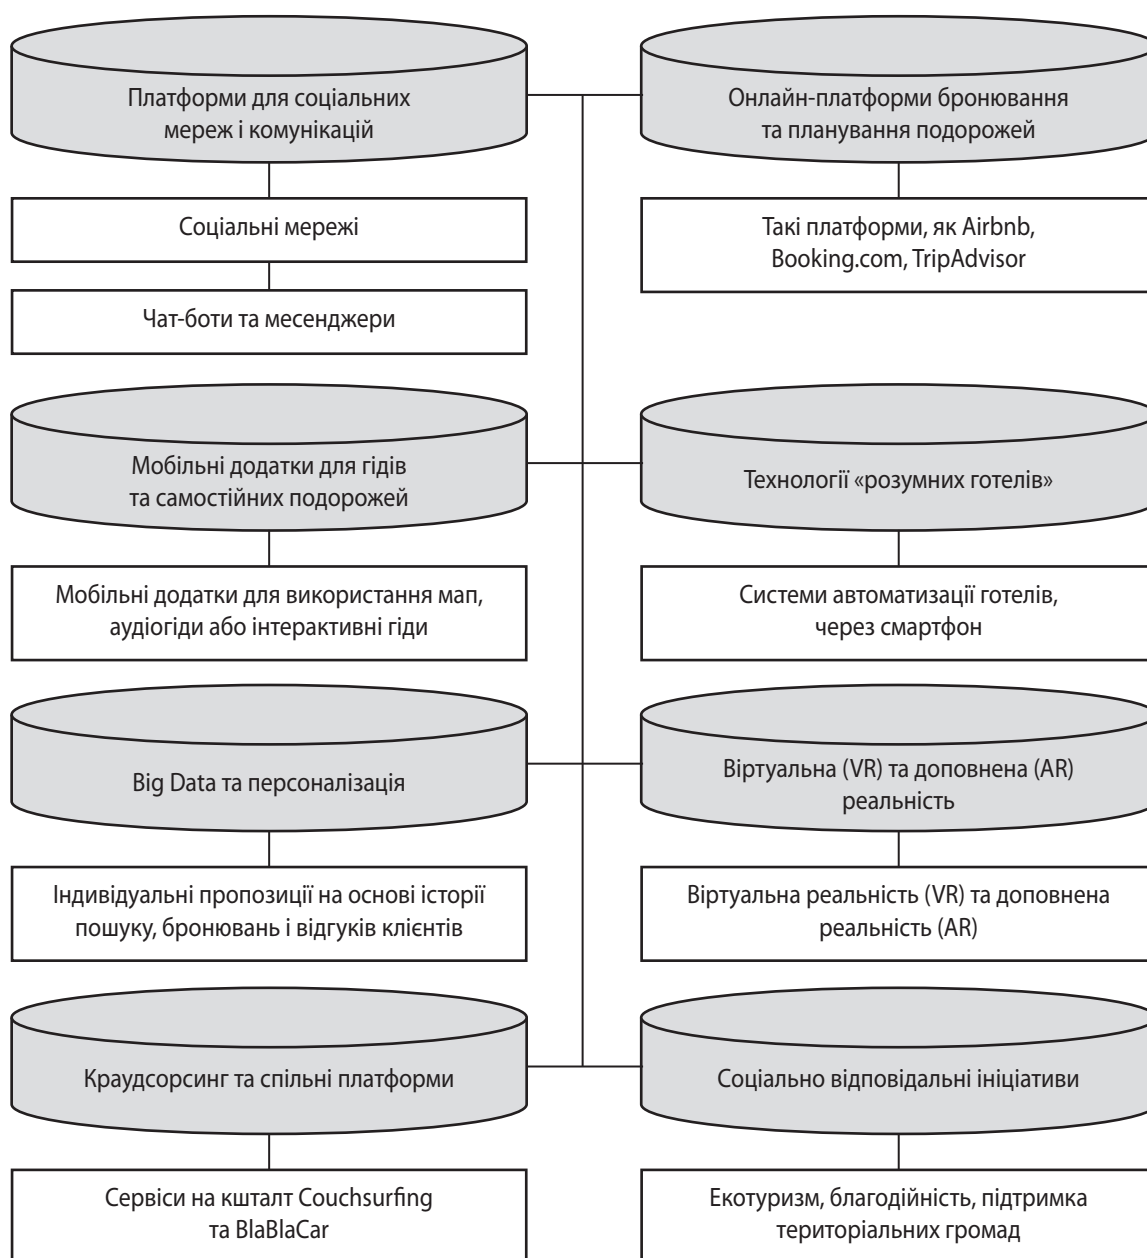 Платформи для соціальних
мереж і комунікацій
Онлайн-платформи бронювання
та планування подорожей
Соціальні мережі
Такі платформи, як Airbnb,
Booking.com, TripAdvisor
Чат-боти та месенджери
Мобільні додатки для гідів
та самостійних подорожей
Технології «розумних готелів»
Мобільні додатки для використання мап,
аудіогіди або інтерактивні гіди
Системи автоматизації готелів,
через смартфон
Big Data та персоналізація
Віртуальна (VR) та доповнена (AR)
реальність
Індивідуальні пропозиції на основі історії
пошуку, бронювань і відгуків клієнтів
Віртуальна реальність (VR) та доповнена
реальність (AR)
Краудсорсинг та спільні платформи
Соціально відповідальні ініціативи
Сервіси на кшталт Couchsurfing
та BlaBlaCar
Екотуризм, благодійність, підтримка
територіальних громад